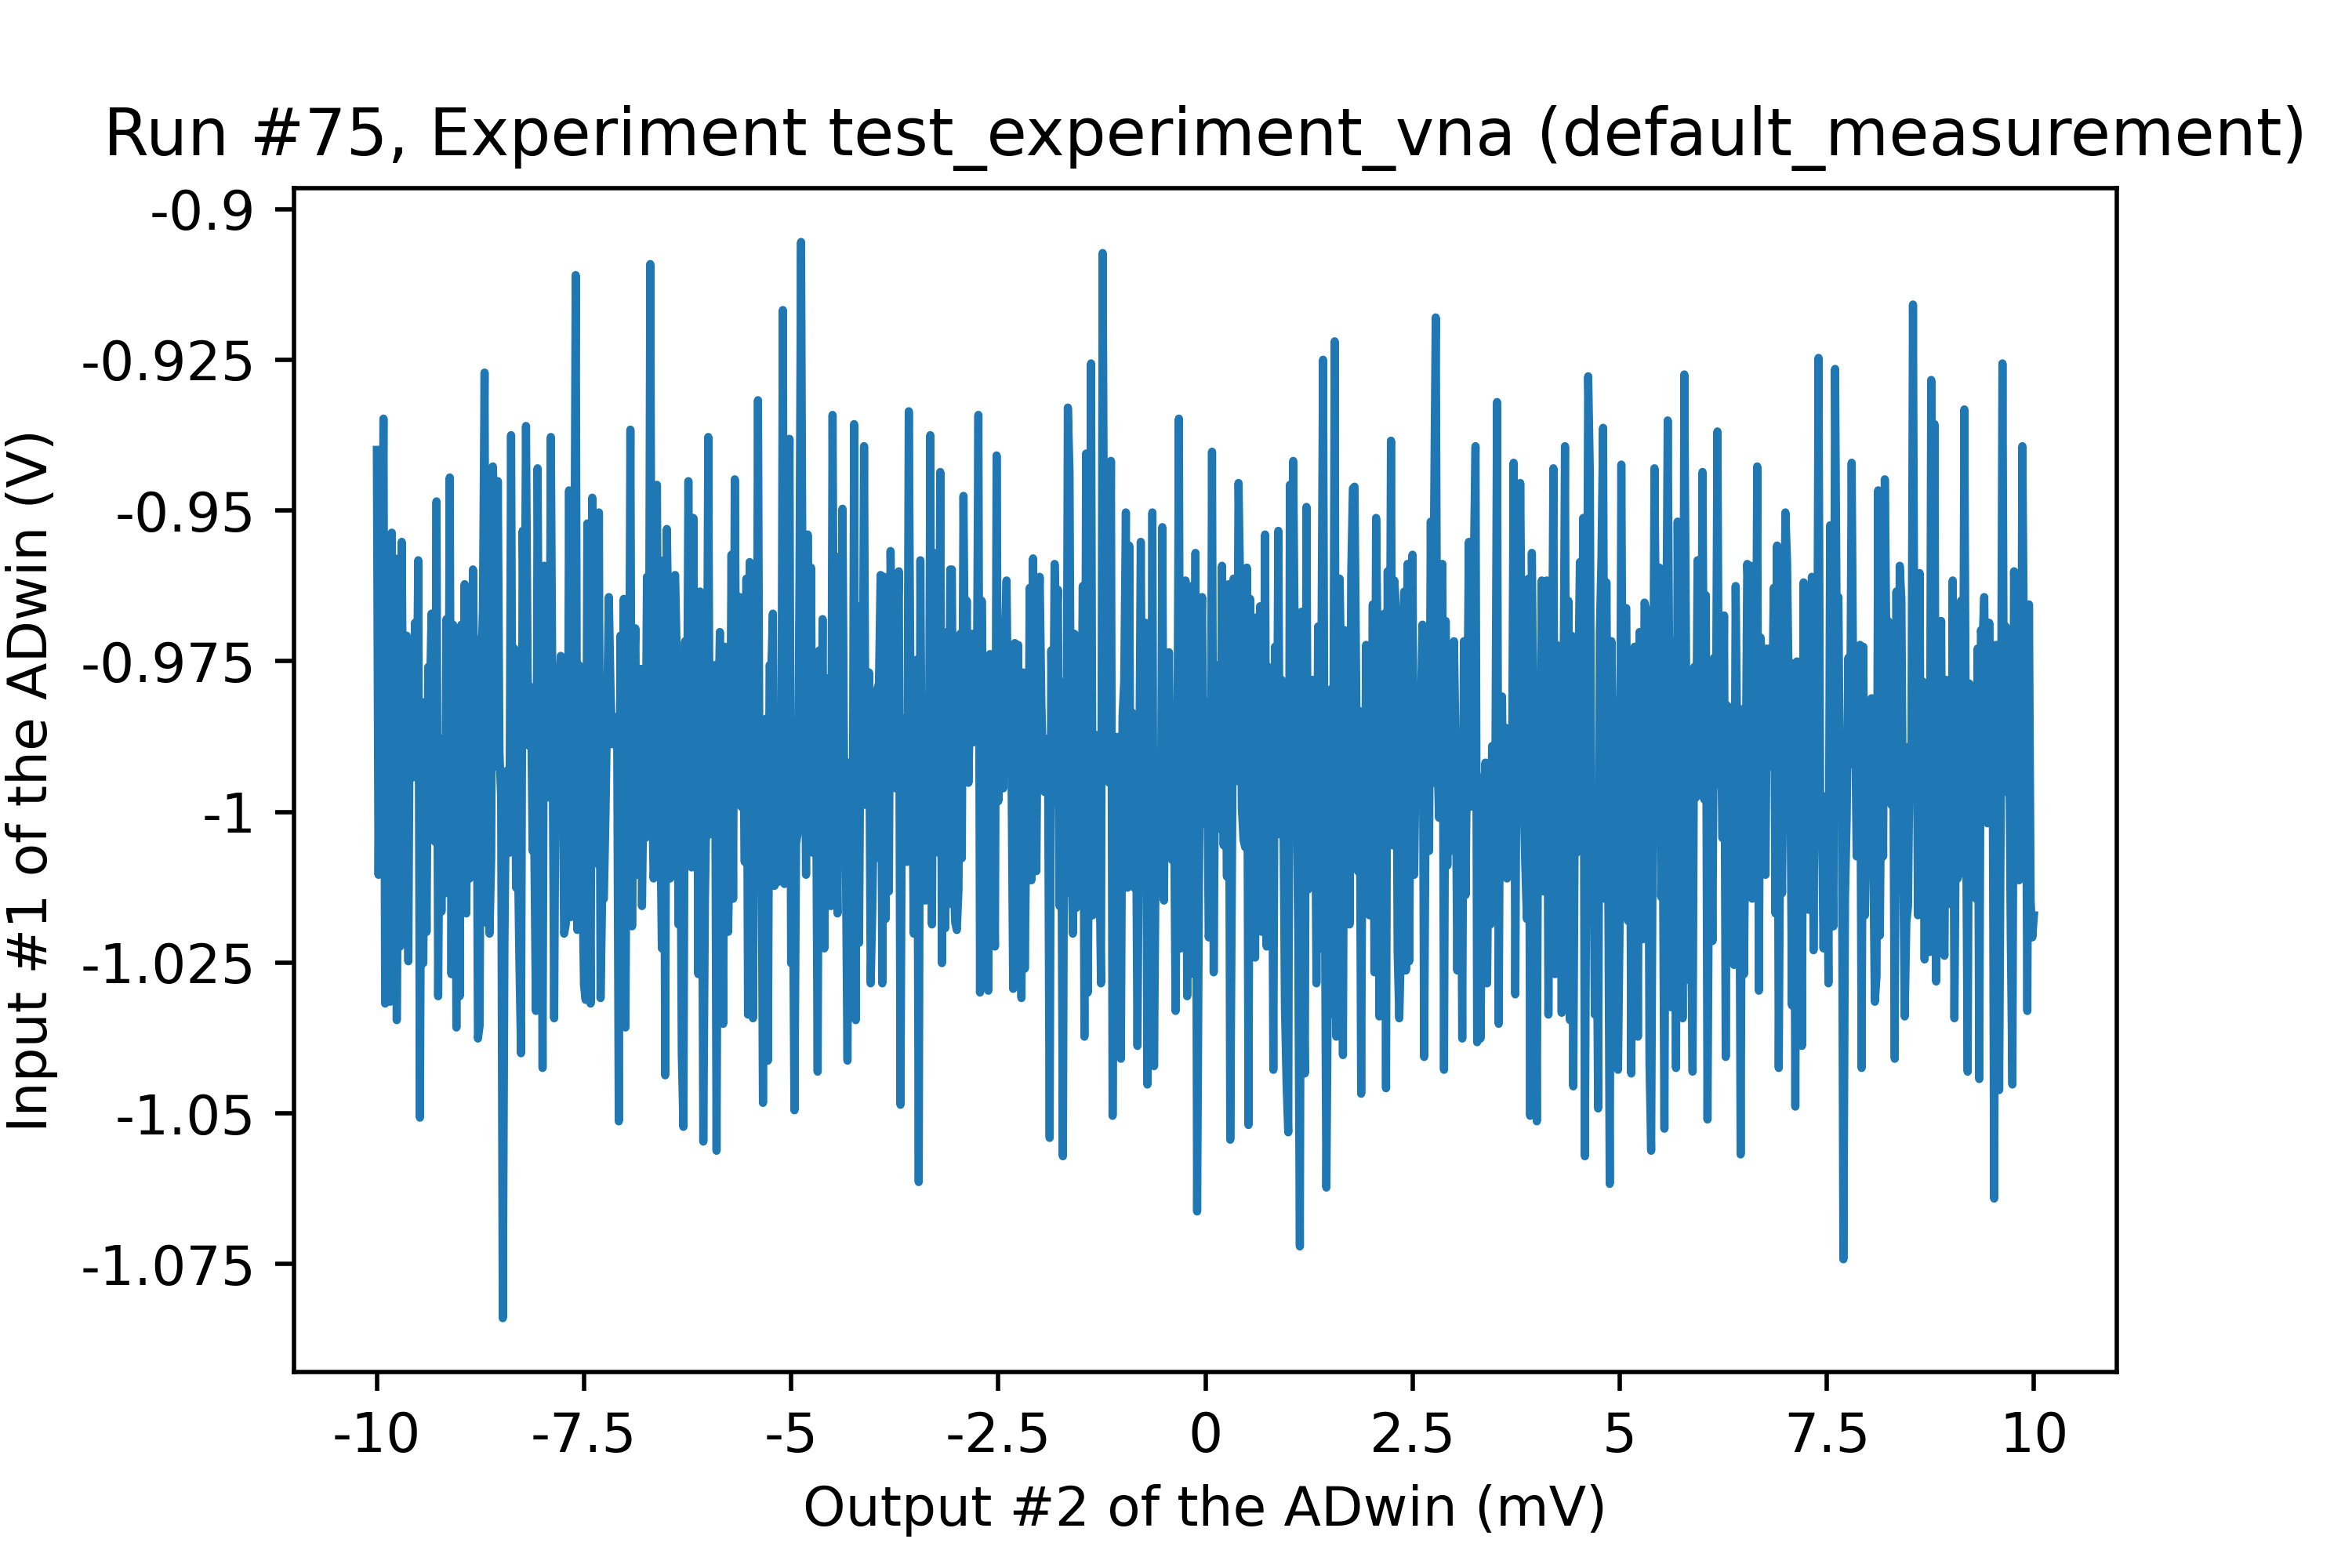 Run #75, Experiment test_experiment_vna (default_measurement)
Input #1 of the ADwin (V)
-0.9
-0.925
-0.95
-0.975
-1
-1.025
-1.05
-1.075
-10 -7.5 -5 -2.5 0 2.5 5 7.5 10
Output #2 of the ADwin (mV)